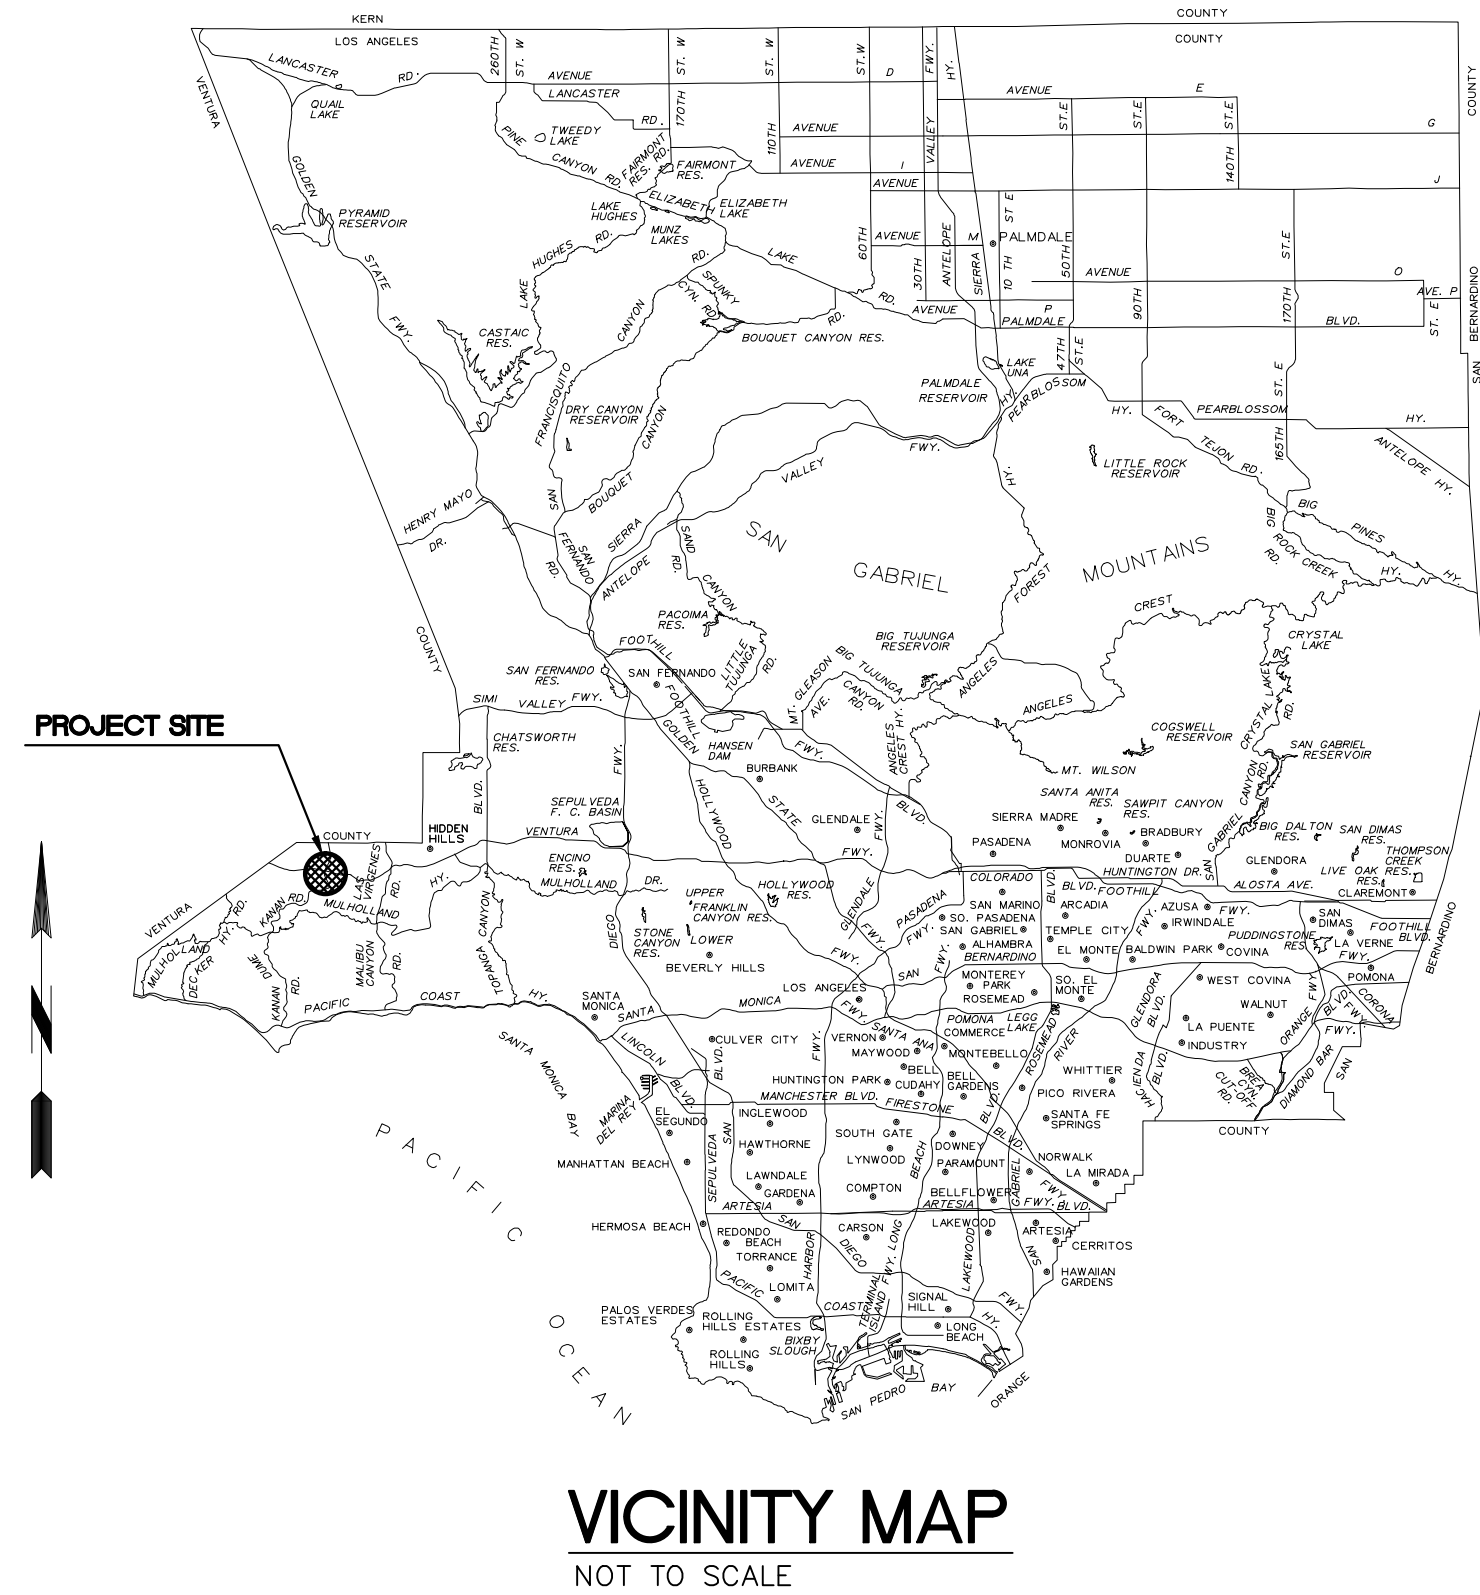 KERN
COUNTY
LOS ANGELES
COUNTY
COUNTY
SAN BERNARDINO
VENTURA
LANCASTER RD.
260TH ST. W
170TH ST. W
110TH ST. W
60TH ST.W
VALLEY FWY.
HY.
AVENUE D
AVENUE E
LANCASTER RD.
QUAIL
LAKE
TWEEDY
LAKE
AVENUE G
50TH ST.E
90TH ST.E
140TH ST.E
PINE CANYON RD.
FAIRMONT
RES. RD.
FAIRMONT
RES.
AVENUE I
AVENUE J
GOLDEN STATE FWY.
PYRAMID
RESERVOIR
LAKE
HUGHES
ELIZABETH LAKE RD.
ELIZABETH
LAKE
MUNZ
LAKES
LAKE HUGHES RD.
AVENUE M
PALMDALE
30TH
ANTELOPE
SIERRA
10 TH ST E
170TH ST.E
AVENUE O
AVE. P
ST. E
SPUNKY
CYN. RD.
RD.
AVENUE P
PALMDALE BLVD.
CASTAIC
RES.
BOUQUET CANYON RES.
47TH ST.E
LAKE
UNA
PALMDALE
RESERVOIR
HY.
PEARBLOSSOM HY.
PEARBLOSSOM HY.
165TH ST. E
FORT TEJON RD.
ANTELOPE HY.
SAN FRANCISQUITO CANYON RD.
DRY CANYON
RESERVOIR
BOUQUET CANYON
LITTLE ROCK
RESERVOIR
VALLEY FWY.
HENRY MAYO DR.
SAN FERNANDO RD.
SIERRA HY.
ANTELOPE
SAND CANYON RD.
SAN GABRIEL MOUNTAINS
BIG PINES HY.
BIG ROCK CREEK RD.
FOREST
CREST
PACOIMA
RES.
LITTLE
TUJUNGA RD.
BIG TUJUNGA
RESERVOIR
CRYSTAL
LAKE
CRYSTAL LAKE RD.
COUNTY
FOOTHILL
SAN FERNANDO
RES.
SAN FERNANDO
MT. GLEASON
AVE.
BIG TUJUNGA
CANYON
RD.
ANGELES
ANGELES
SIMI VALLEY FWY.
FOOTHILL
GOLDEN STATE FWY.
PROJECT SITE
CHATSWORTH
RES.
HANSEN
DAM
FWY.
ANGELES
CREST HY.
COGSWELL
RESERVOIR
SAN GABRIEL
RESERVOIR
BURBANK
MT. WILSON
SAN GABRIEL CANYON RD.
BLVD.
SEPULVEDA
F. C. BASIN
HOLLYWOOD
GLENDALE
FWY.
BLVD.
SANTA ANITA
RES.
SAWPIT CANYON
RES.
SIERRA MADRE
BRADBURY
MONROVIA
DUARTE
BIG DALTON
RES.
SAN DIMAS
RES.
THOMPSON
CREEK
RES.
LIVE OAK RES.
COUNTY
HIDDEN
HILLS
VENTURA FWY.
PASADENA
HUNTINGTON DR.
GLENDORA
ALOSTA AVE.
CLAREMONT
LAS
VIRGENES
RD.
HY.
ENCINO
RES.
MULHOLLAND DR.
UPPER
FRANKLIN
CANYON RES.
HOLLYWOOD
RES.
COLORADO BLVD.
BLVD.
FOOTHILL
KANAN RD.
MULHOLLAND
VENTURA
MULHOLLAND HY.
DECKER
RD.
KANAN DUME RD.
MALIBU
CANYON
RD.
TOPANGA CANYON
SAN DIEGO FWY.
STONE
CANYON
RES.
LOWER
BEVERLY HILLS
GLENDALE FWY.
PASADENA FWY.
SAN MARINO
SO. PASADENA
SAN GABRIEL
ALHAMBRA
ARCADIA
TEMPLE CITY
EL MONTE
BALDWIN PARK
AZUSA
FWY.
IRWINDALE
FWY.
COVINA
PUDDINGSTONE
RES.
SAN
DIMAS
LA VERNE
FOOTHILL
BLVD.
FWY.
POMONA
SAN BERNARDINO
PACIFIC COAST HY.
SANTA
MONICA
SANTA MONICA FWY.
LOS ANGELES
MONTEREY
PARK
ROSEMEAD
SO. EL
MONTE
WEST COVINA
WALNUT
GLENDORA
BLVD.
ORANGE FWY.
BLVD.
CORONA
FWY.
FWY.
BERNARDINO
SAN
N
SANTA MONICA BAY
LINCOLN BLVD.
CULVER CITY
BLVD.
VERNON
SANTA ANA
MAYWOOD
POMONA
COMMERCE
LEGG
LAKE
MONTEBELLO
ROSEMEAD
RIVER
LA PUENTE
INDUSTRY
BREA
CYN.
CUT-OFF
RD.
DIAMOND BAR
HUNTINGTON PARK
BELL
CUDAHY
BELL
GARDENS
WHITTIER
PICO RIVERA
HACIENDA BLVD.
MARINA
DEL REY
EL
SEGUNDO
MANCHESTER BLVD.
FIRESTONE BLVD.
INGLEWOOD
SANTA FE
SPRINGS
COUNTY
HAWTHORNE
SOUTH GATE
LYNWOOD
DOWNEY
PARAMOUNT
NORWALK
LA MIRADA
MANHATTAN BEACH
SEPULVEDA
SAN
LAWNDALE
GARDENA
COMPTON
BELLFLOWER
GABRIEL
FWY.
ARTESIA
ARTESIA FWY.
BLVD.
HERMOSA BEACH
REDONDO
BEACH
CARSON
LAKEWOOD
ARTESIA
CERRITOS
TORRANCE
HARBOR FWY.
SAN DIEGO FWY.
LONG BEACH FWY.
LAKEWOOD BLVD.
SAN
HAWAIIAN
GARDENS
LOMITA
PACIFIC COAST HY.
TERMINAL
ISLAND FWY.
SIGNAL
HILL
PALOS VERDES
ESTATES
ROLLING
HILLS ESTATES
BIXBY
SLOUGH
LONG
BEACH
ROLLING
HILLS
SAN PEDRO BAY
ORANGE
PACIFIC OCEAN
VICINITY MAP
NOT TO SCALE